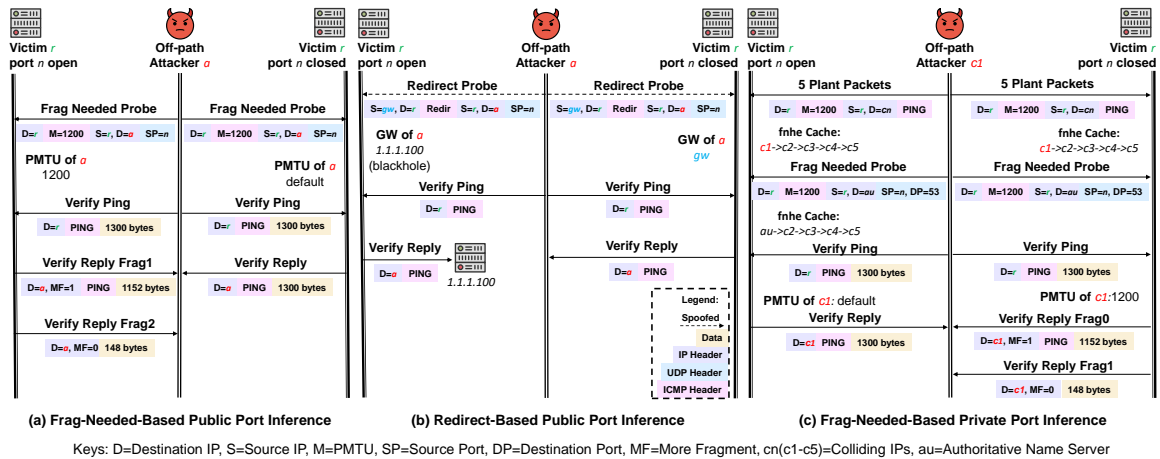 Victim r
port n open
Off-path
Attacker a
Victim r
port n closed
Frag Needed Probe
Frag Needed Probe
D=r M=1200 S=r, D=a SP=n
D=r M=1200 S=r, D=a SP=n
PMTU of a
1200
PMTU of a
default
Verify Ping
Verify Ping
D=r PING 1300 bytes
D=r PING 1300 bytes
Verify Reply Frag1
Verify Reply
D=a, MF=1 PING 1152 bytes
D=a PING 1300 bytes
Verify Reply Frag2
D=a, MF=0 148 bytes
(a) Frag-Needed-Based Public Port Inference
Victim r
port n open
Off-path
Attacker a
Victim r
port n closed
Redirect Probe
Redirect Probe
S=gw, D=r Redir S=r, D=a SP=n
S=gw, D=r Redir S=r, D=a SP=n
GW of a
1.1.1.100
(blackhole)
GW of a
gw
Verify Ping
Verify Ping
D=r PING
D=r PING
Verify Reply
Verify Reply
D=a PING
1.1.1.100
D=a PING
Legend:
Spoofed
Data
IP Header
UDP Header
ICMP Header
(b) Redirect-Based Public Port Inference
Victim r
port n open
Off-path
Attacker c1
Victim r
port n closed
5 Plant Packets
5 Plant Packets
D=r M=1200 S=r, D=cn PING
D=r M=1200 S=r, D=cn PING
fnhe Cache:
c1->c2->c3->c4->c5
fnhe Cache:
c1->c2->c3->c4->c5
Frag Needed Probe
Frag Needed Probe
D=r M=1200 S=r, D=au SP=n, DP=53
D=r M=1200 S=r, D=au SP=n, DP=53
fnhe Cache:
au->c2->c3->c4->c5
Verify Ping
Verify Ping
D=r PING 1300 bytes
D=r PING 1300 bytes
PMTU of c1: default
PMTU of c1:1200
Verify Reply
Verify Reply Frag0
D=c1 PING 1300 bytes
D=c1, MF=1 PING 1152 bytes
Verify Reply Frag1
D=c1, MF=0 148 bytes
(c) Frag-Needed-Based Private Port Inference
Keys: D=Destination IP, S=Source IP, M=PMTU, SP=Source Port, DP=Destination Port, MF=More Fragment, cn(c1-c5)=Colliding IPs, au=Authoritative Name Server